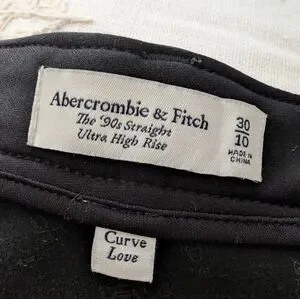 Abercrombie & Fitch
The '90s Straight
Ultra High Rise
30
10
MADE IN
CHINA
Curve
Love